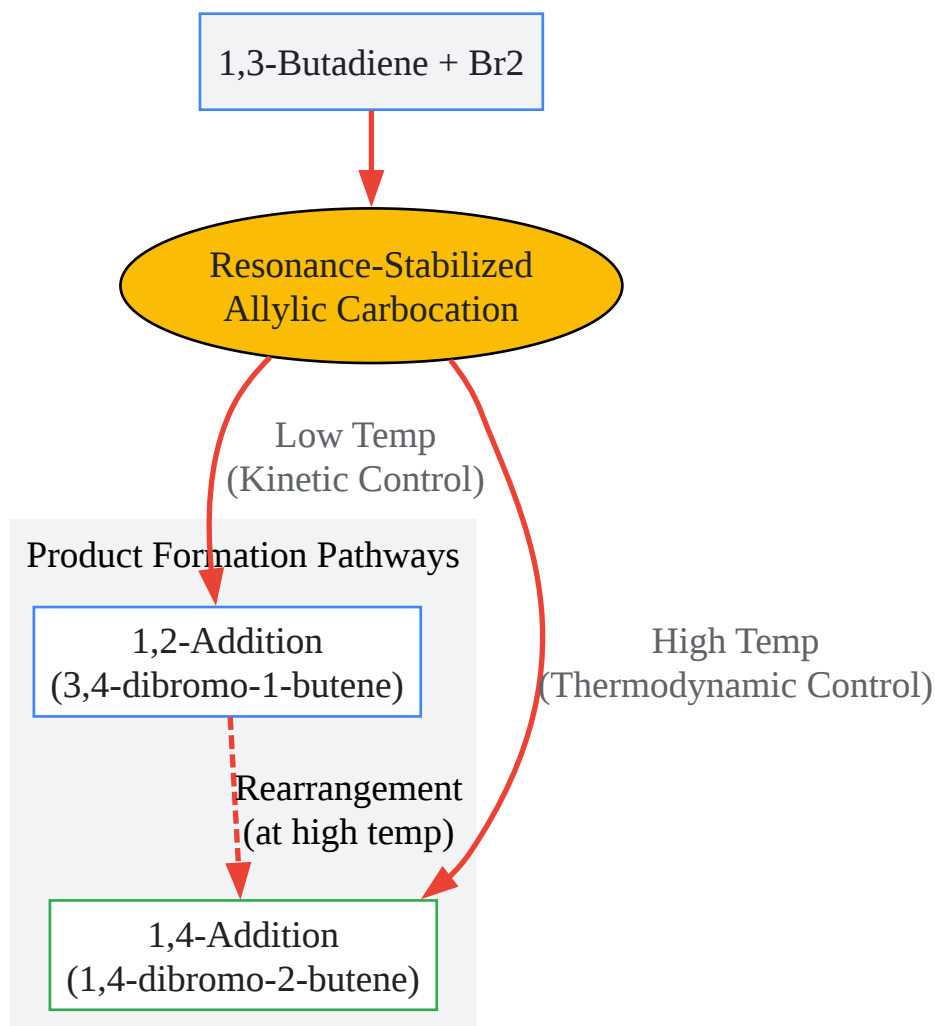 1,3-Butadiene + Br2
Resonance-Stabilized
Allylic Carbocation
Low Temp
(Kinetic Control)
Product Formation Pathways
1,2-Addition
(3,4-dibromo-1-butene)
High Temp
(Thermodynamic Control)
Rearrangement
(at high temp)
1,4-Addition
(1,4-dibromo-2-butene)